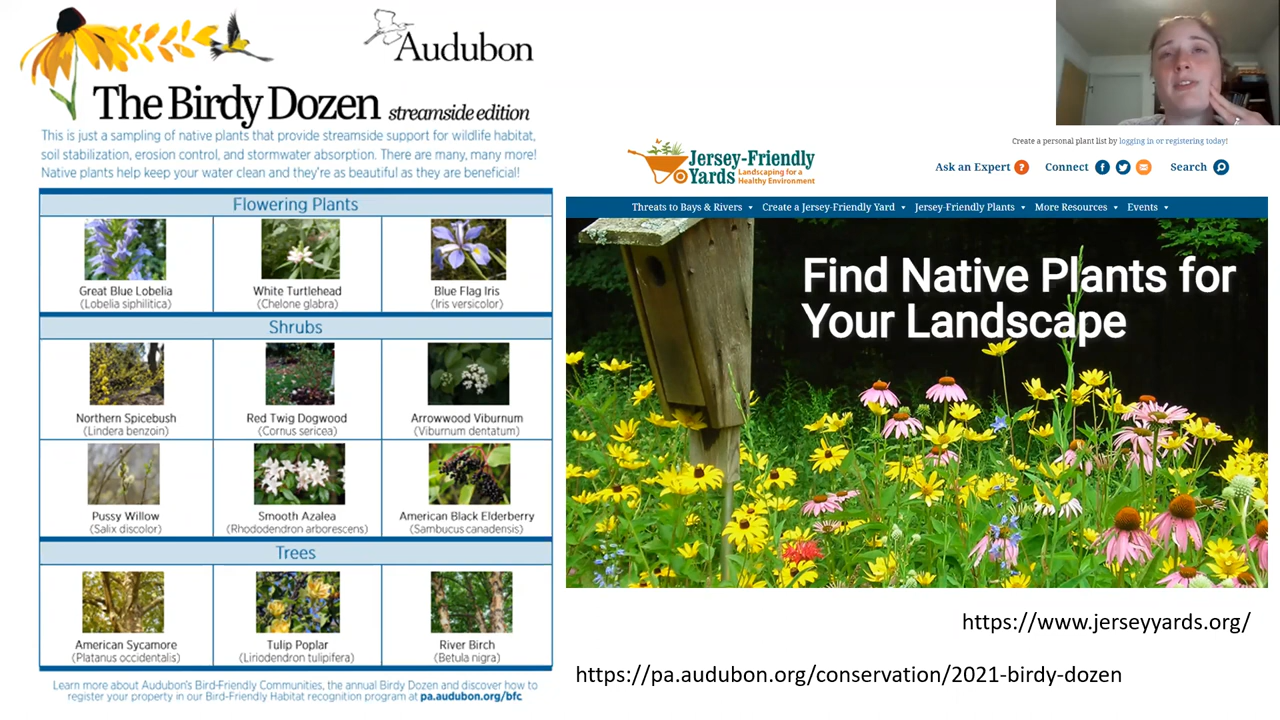 Audubon
The Birdy Dozen streamside edition
This is just a sampling of native plants that provide streamside support for wildlife habitat,
soil stabilization, erosion control, and stormwater absorption. There are many, many more!
Native plants help keep your water clean and they're as beautiful as they are beneficial!
Flowering Plants
Great Blue Lobelia
(Lobelia siphilitica)
White Turtlehead
(Chelone glabra)
Blue Flag Iris
(Iris versicolor)
Shrubs
Northern Spicebush
(Lindera benzoin)
Red Twig Dogwood
(Cornus sericea)
Arrowwood Viburnum
(Viburnum dentatum)
Pussy Willow
(Salix discolor)
Smooth Azalea
(Rhododendron arborescens)
American Black Elderberry
(Sambucus canadensis)
Trees
American Sycamore
(Platanus occidentalis)
Tulip Poplar
(Liriodendron tulipifera)
River Birch
(Betula nigra)
Learn more about Audubon's Bird-Friendly Communities, the annual Birdy Dozen and discover how to
register your property in our Bird-Friendly Habitat recognition program at pa.audubon.org/bfc
Create a personal plant list by logging in or registering today!
Jersey-Friendly
Yards Landscaping for a
Healthy Environment
Ask an Expert ? Connect Search
Threats to Bays & Rivers Create a Jersey-Friendly Yard Jersey-Friendly Plants More Resources Events
Find Native Plants for
Your Landscape
https://www.jerseyyards.org/
https://pa.audubon.org/conservation/2021-birdy-dozen